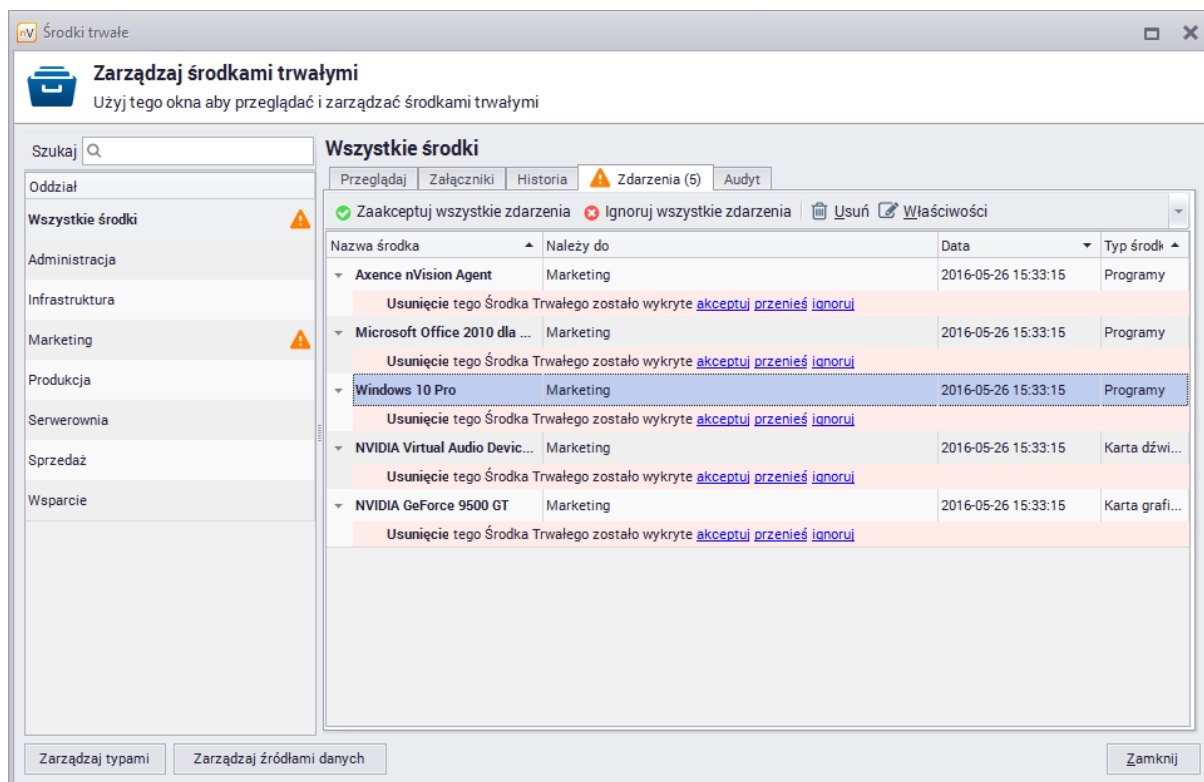 nV Środki trwałe
Zarządzaj środkami trwałymi
Użyj tego okna aby przeglądać i zarządzać środkami trwałymi
Szukaj
Oddział
Wszystkie środki
Administracja
Infrastruktura
Marketing
Produkcja
Serwerownia
Sprzedaż
Wsparcie
Wszystkie środki
Przeglądaj Załączniki Historia Zdarzenia (5) Audyt
Zaakceptuj wszystkie zdarzenia Ignoruj wszystkie zdarzenia Usuń Właściwości
Nazwa środka Należy do Data Typ środk
Axence nVision Agent Marketing 2016-05-26 15:33:15 Programy
Usunięcie tego Środka Trwałego zostało wykryte akceptuj przenieś ignoruj
Microsoft Office 2010 dla ... Marketing 2016-05-26 15:33:15 Programy
Usunięcie tego Środka Trwałego zostało wykryte akceptuj przenieś ignoruj
Windows 10 Pro Marketing 2016-05-26 15:33:15 Programy
Usunięcie tego Środka Trwałego zostało wykryte akceptuj przenieś ignoruj
NVIDIA Virtual Audio Devic... Marketing 2016-05-26 15:33:15 Karta dźwi...
Usunięcie tego Środka Trwałego zostało wykryte akceptuj przenieś ignoruj
NVIDIA GeForce 9500 GT Marketing 2016-05-26 15:33:15 Karta grafi...
Usunięcie tego Środka Trwałego zostało wykryte akceptuj przenieś ignoruj
Zarządzaj typami Zarządzaj źródłami danych Zamknij